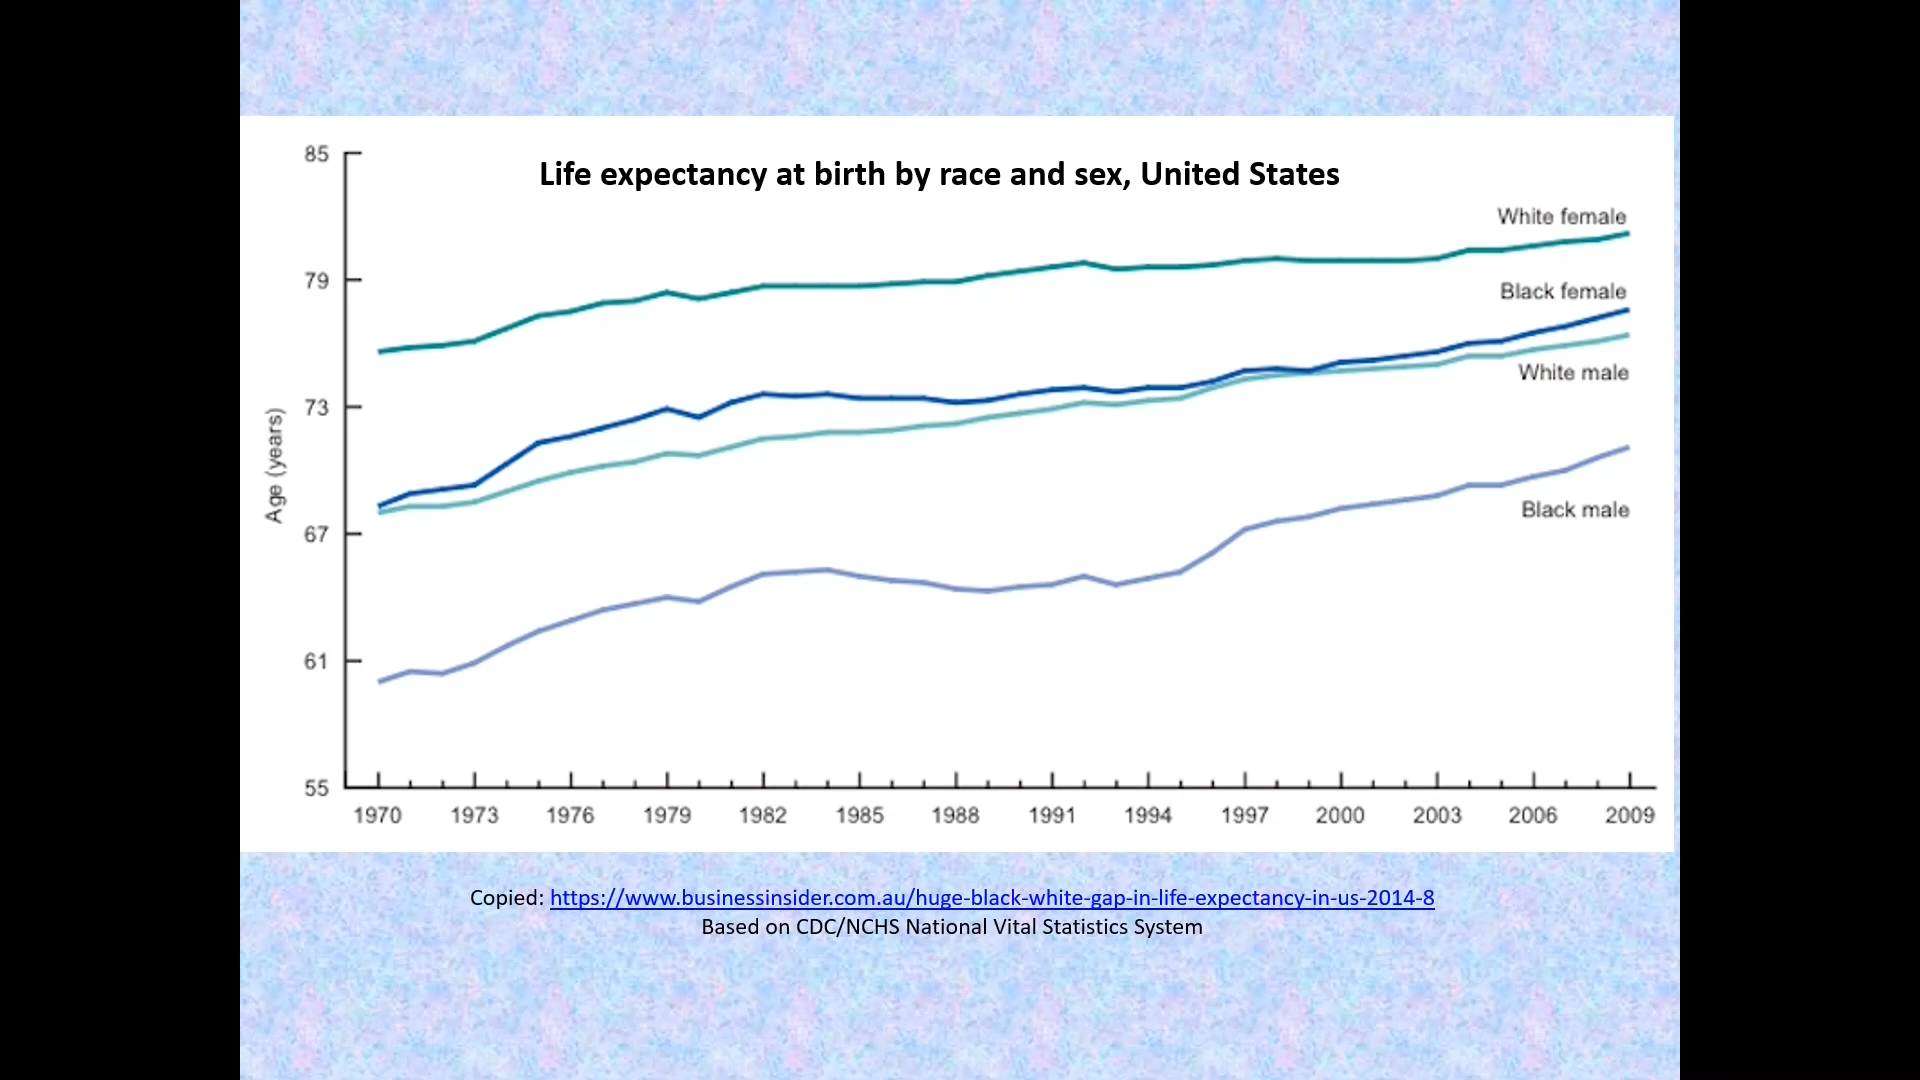 Life expectancy at birth by race and sex, United States
85
79
73
67
61
55
Age (years)
White female
Black female
White male
Black male
1970 1973 1976 1979 1982 1985 1988 1991 1994 1997 2000 2003 2006 2009
Copied: https://www.businessinsider.com.au/huge-black-white-gap-in-life-expectancy-in-us-2014-8
Based on CDC/NCHS National Vital Statistics System